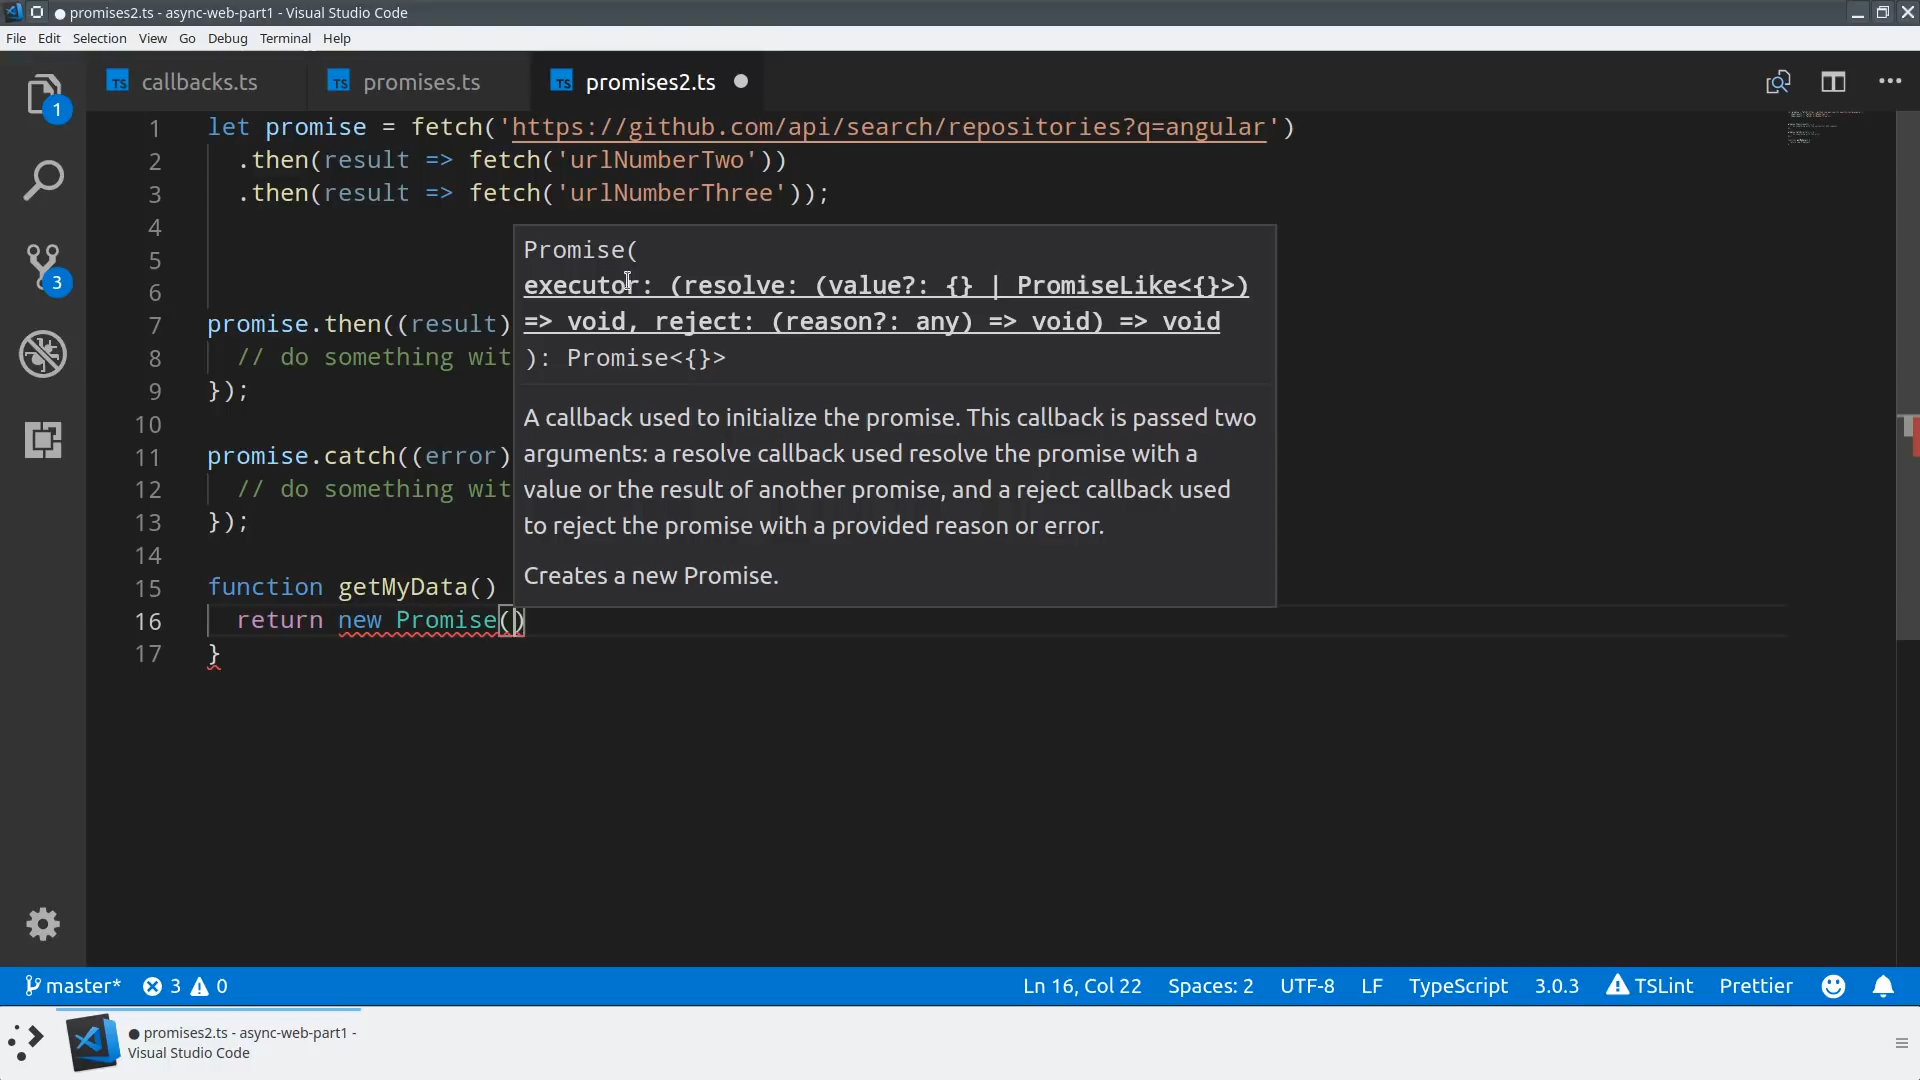 promises2.ts - async-web-part1 - Visual Studio Code
File Edit Selection View Go Debug Terminal Help
TS callbacks.ts TS promises.ts TS promises2.ts
1
1 let promise = fetch('https://github.com/api/search/repositories?q=angular')
2 .then(result => fetch('urlNumberTwo'))
3 .then(result => fetch('urlNumberThree'));
4
5
3
6
7 promise.then((result)
8 // do something wit
9 });
10
11 promise.catch((error)
12 // do something wit
13 });
14
15 function getMyData()
16 return new Promise()
17 }
Promise(
executor: (resolve: (value?: {} | PromiseLike<{}>)
=> void, reject: (reason?: any) => void) => void
): Promise<{}>
A callback used to initialize the promise. This callback is passed two
arguments: a resolve callback used resolve the promise with a
value or the result of another promise, and a reject callback used
to reject the promise with a provided reason or error.
Creates a new Promise.
master* 3 0 Ln 16, Col 22 Spaces: 2 UTF-8 LF TypeScript 3.0.3 TSLint Prettier
promises2.ts - async-web-part1 -
Visual Studio Code